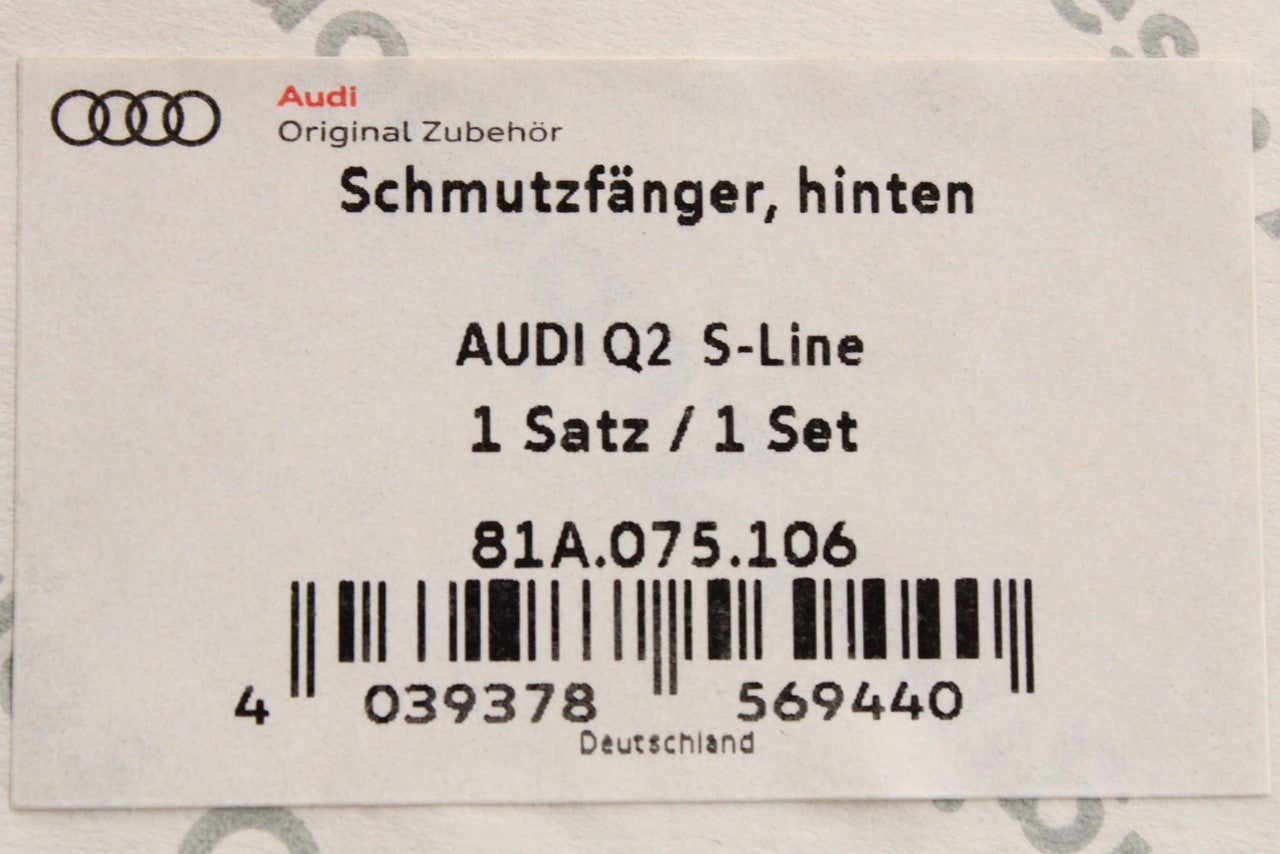 Audi
Original Zubehör
Schmutzfänger, hinten
AUDI Q2 S-Line
1 Satz / 1 Set
81A.075.106
4 039378 569440
Deutschland